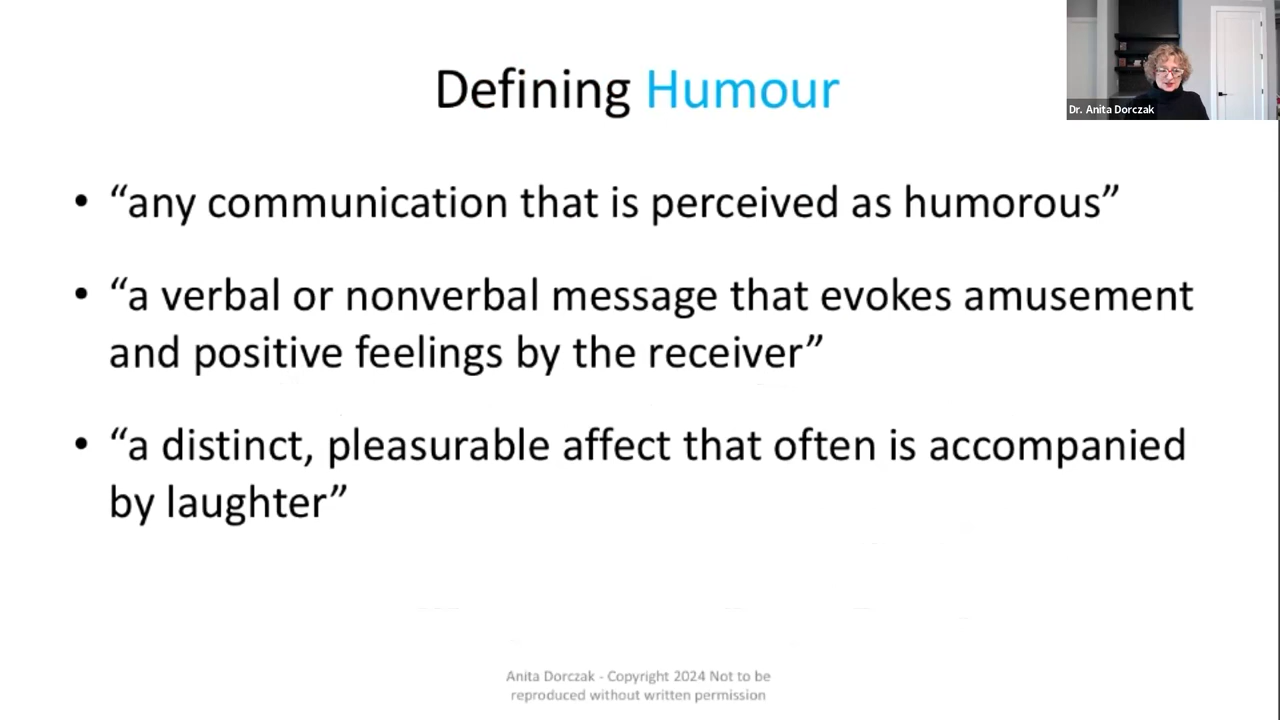 Defining Humour
Dr. Anita Dorczak
• “any communication that is perceived as humorous”
• “a verbal or nonverbal message that evokes amusement
and positive feelings by the receiver”
• “a distinct, pleasurable affect that often is accompanied
by laughter”
Anita Dorczak - Copyright 2024 Not to be
reproduced without written permission